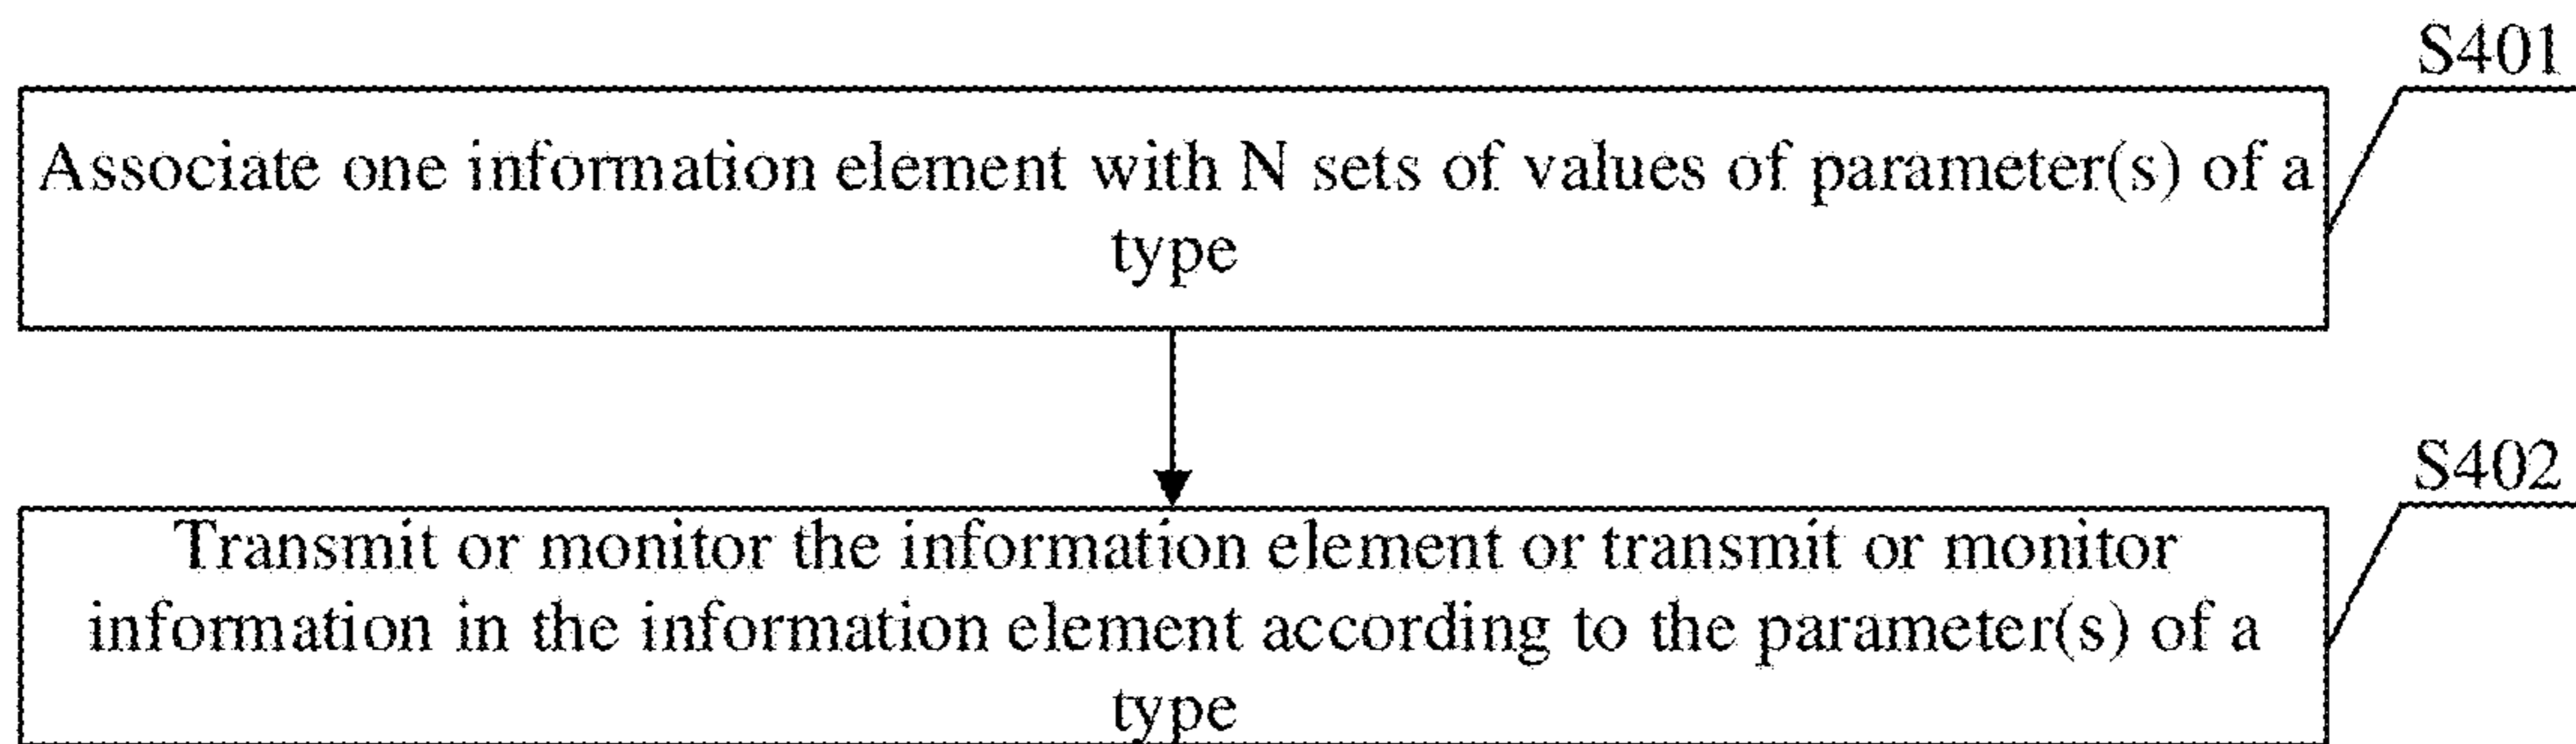 S401
Associate one information element with N sets of values of parameter(s) of a
type
S402
Transmit or monitor the information element or transmit or monitor
information in the information element according to the parameter(s) of a
type